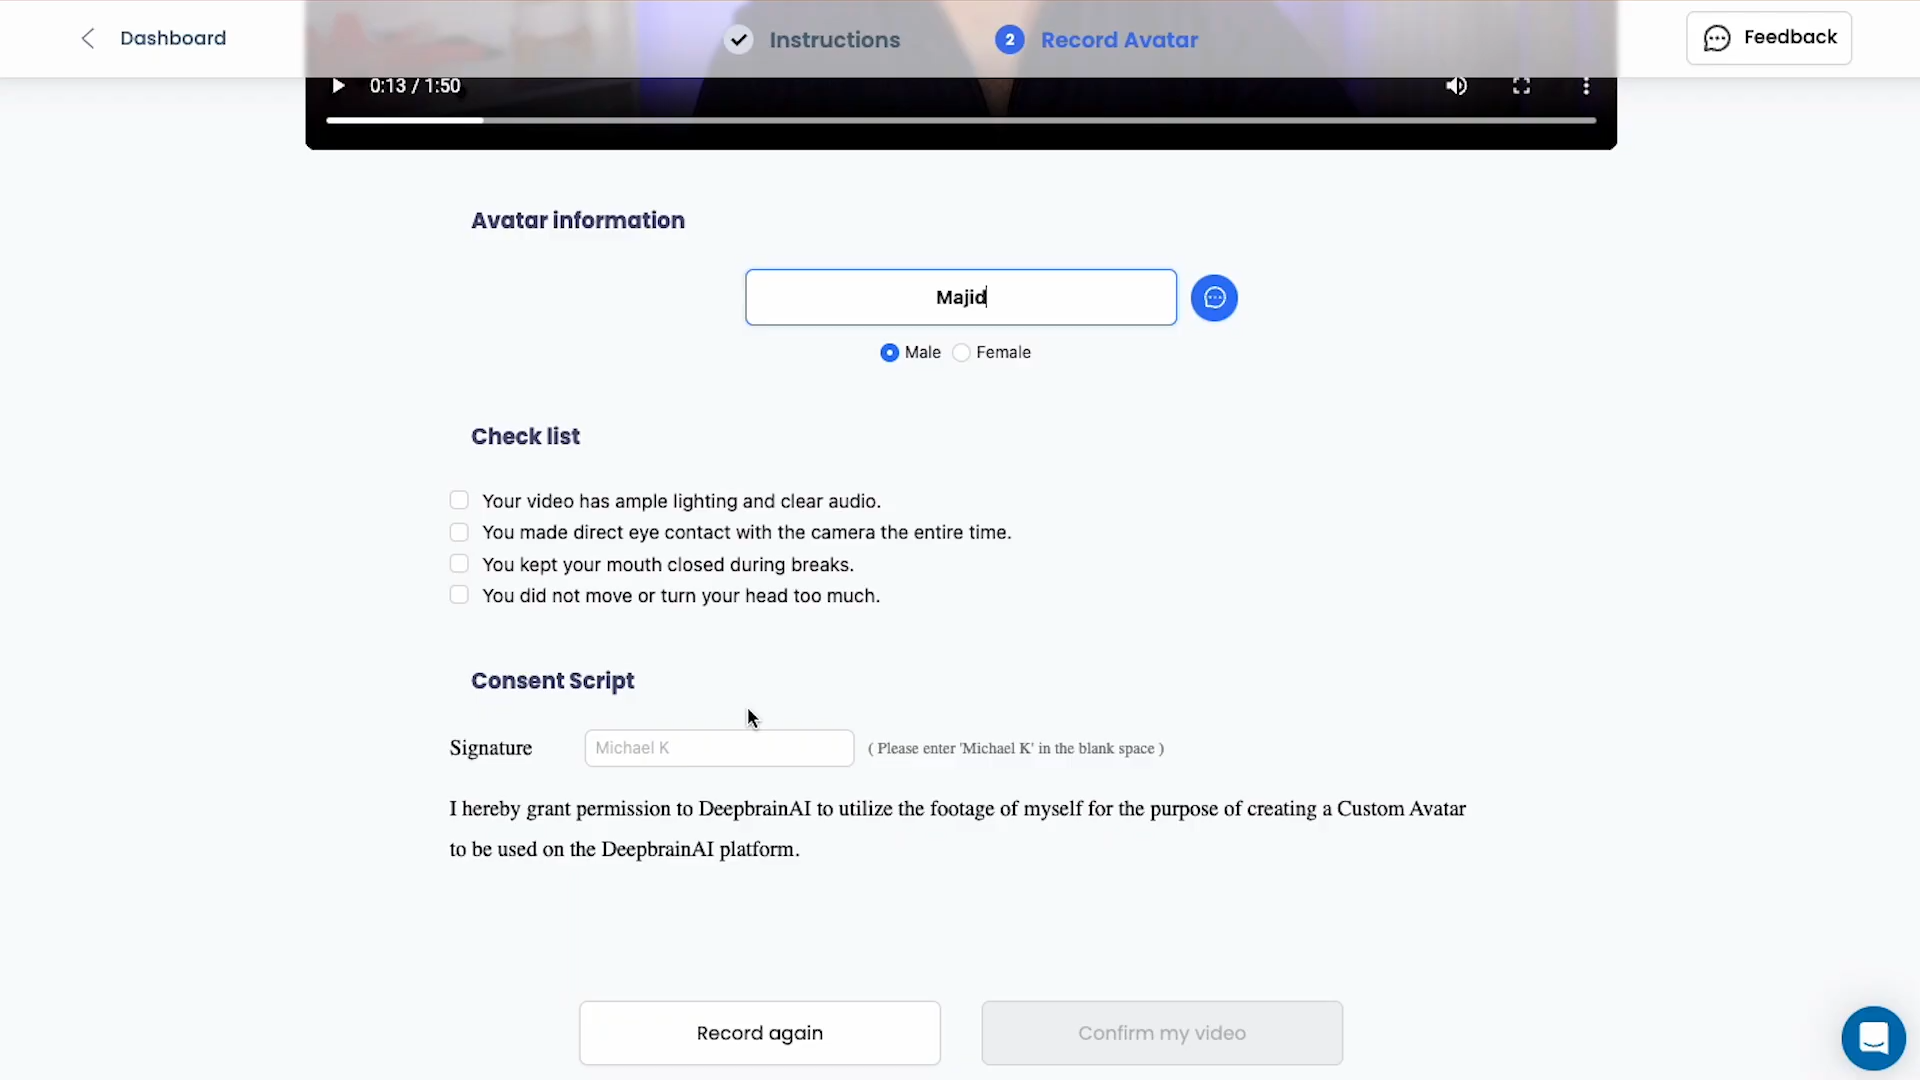 Dashboard
Instructions
2 Record Avatar
Feedback
0:13 / 1:50
Avatar information
Majid
Male Female
Check list
Your video has ample lighting and clear audio.
You made direct eye contact with the camera the entire time.
You kept your mouth closed during breaks.
You did not move or turn your head too much.
Consent Script
Signature Michael K ( Please enter 'Michael K' in the blank space )
I hereby grant permission to DeepbrainAI to utilize the footage of myself for the purpose of creating a Custom Avatar
to be used on the DeepbrainAI platform.
Record again Confirm my video